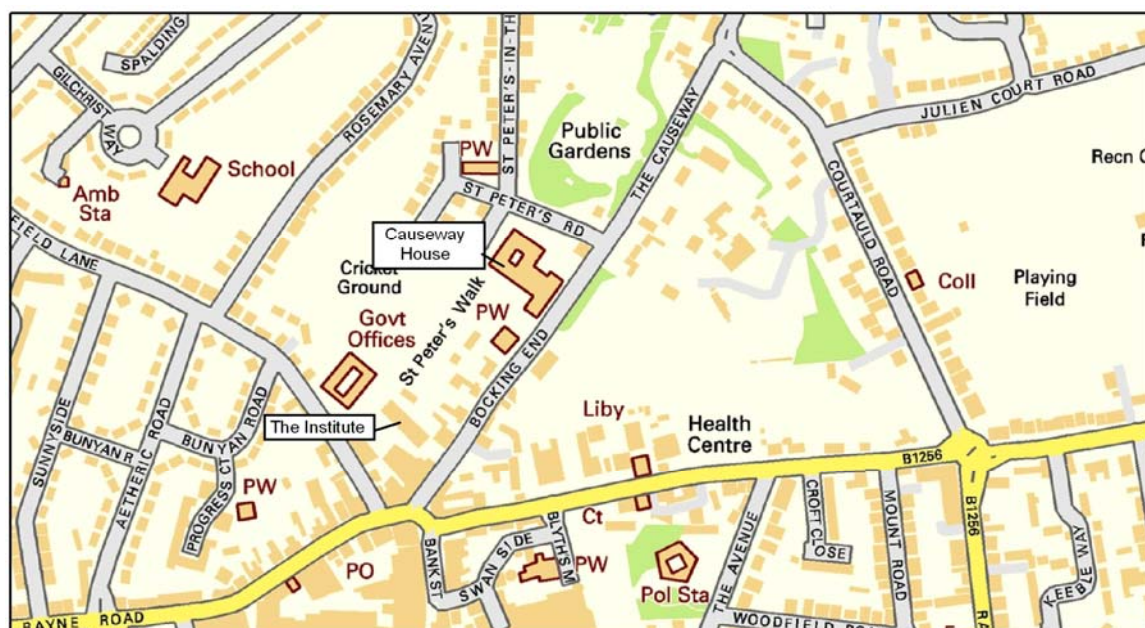 SPALDING
GILCHRIST
WAY
ROSEMARY AVEN
ST PETER'S-IN-TH
THE CAUSEWAY
JULIEN COURT ROAD
Public
Gardens
PW
School
Amb
Sta
Recn
ST PETER'S RD
COURTAULD ROAD
FIELD LANE
Causeway
House
Cricket
Ground
Coll
Playing
Field
St Peter's Walk
PW
Govt
Offices
BOCKING END
SUNNYSIDE
AETHERIC ROAD
BUNYAN R
BUNYAN ROAD
The Institute
Liby
Health
Centre
B1256
PROGRESS CT
PW
B1256
Ct
BLYTHS M
CROFT CLOSE
MOUNT ROAD
KEEBLE WAY
BANK ST
SWAN SIDE
PW
THE AVENUE
PO
Pol Sta
RAYNE ROAD
WOODFIELD
RA